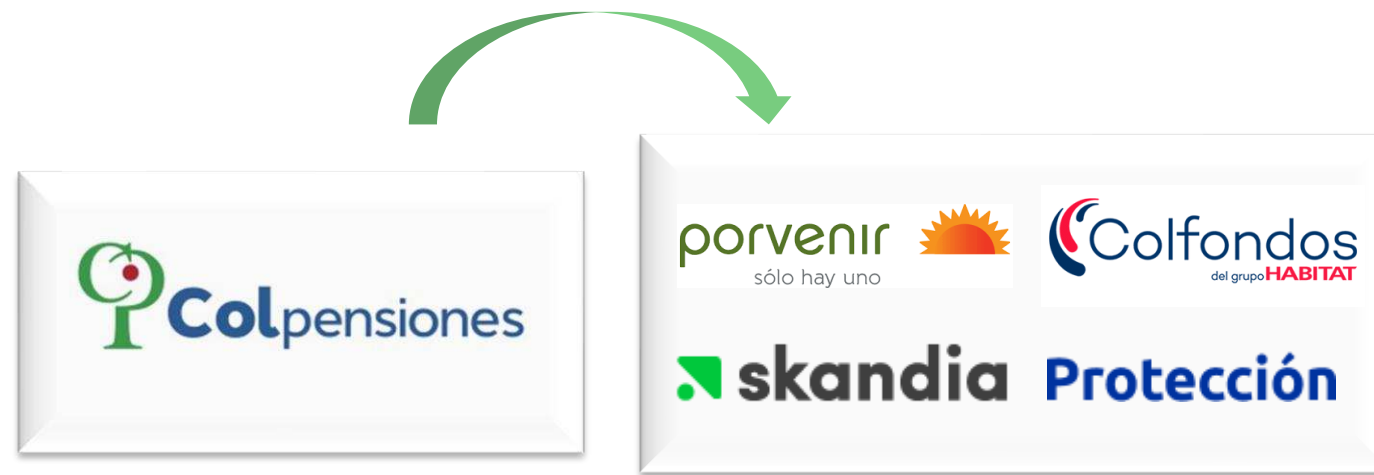 Colpensiones
porvenir
sólo hay uno
Colfondos
del grupo HABITAT
skandia
Protección